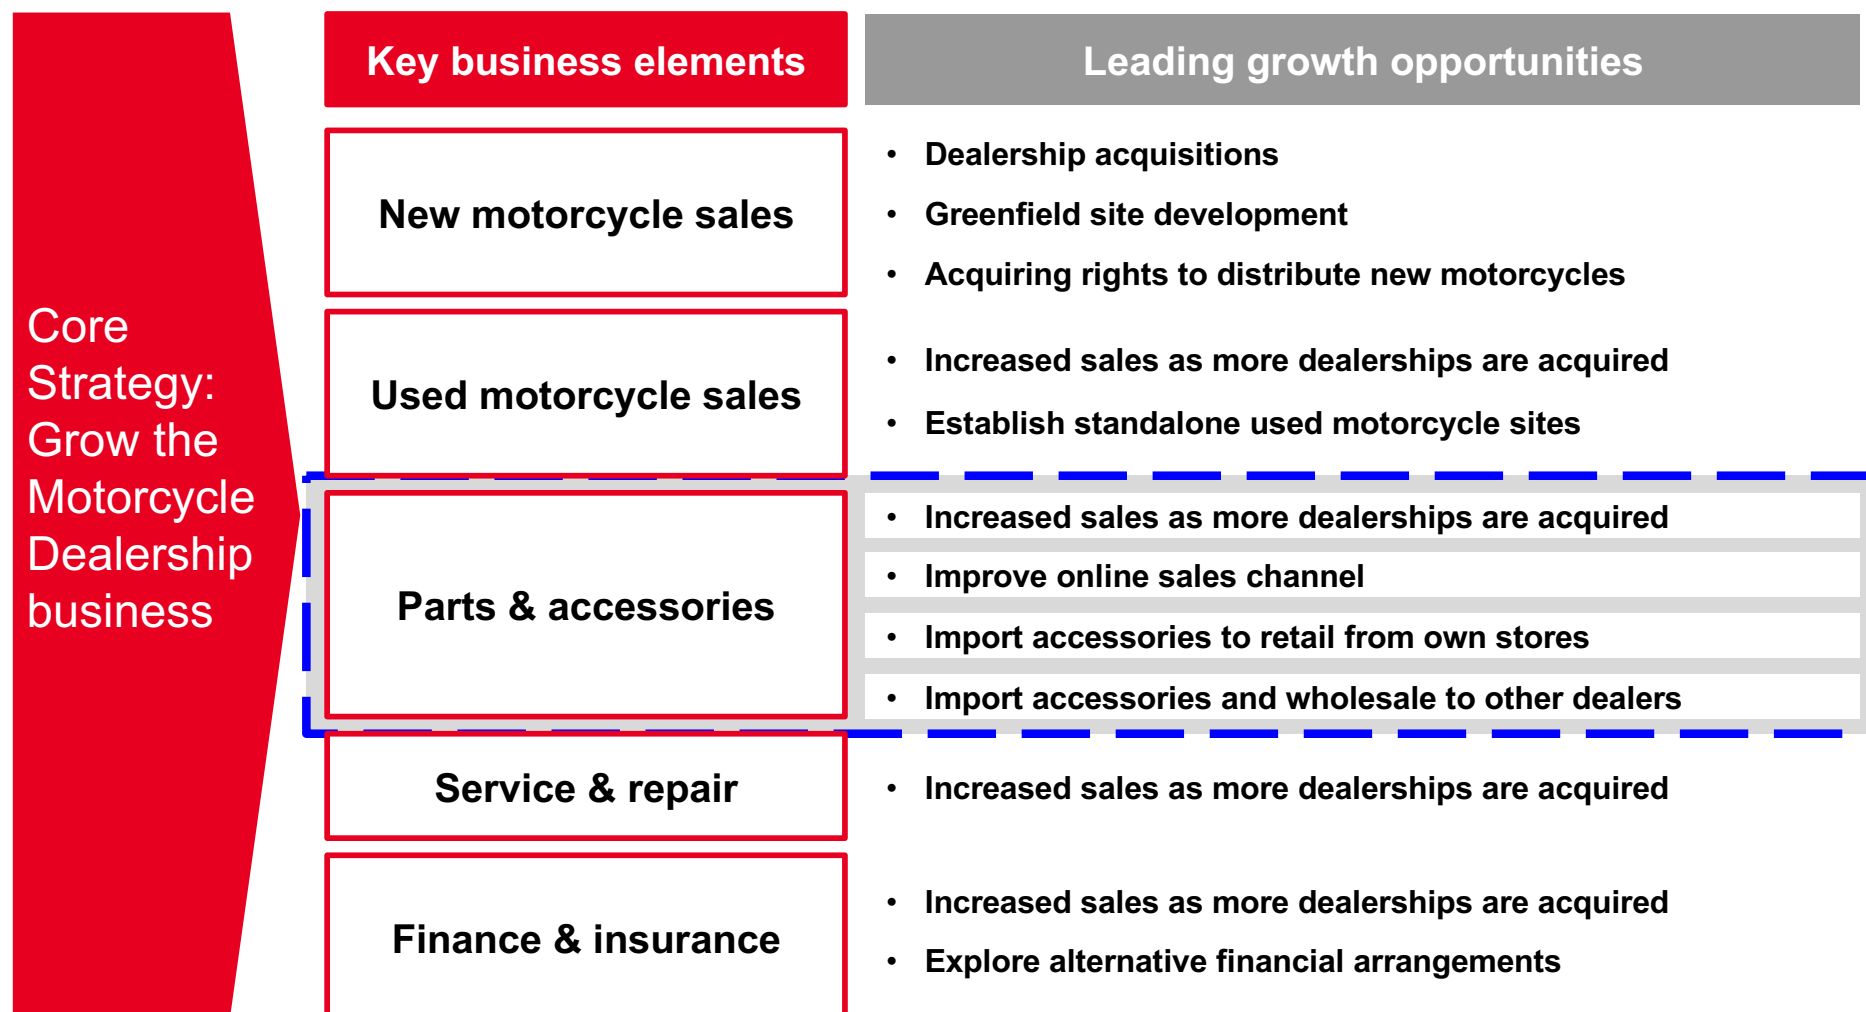 Core
Strategy:
Grow the
Motorcycle
Dealership
business
Key business elements
Leading growth opportunities
New motorcycle sales
• Dealership acquisitions
• Greenfield site development
• Acquiring rights to distribute new motorcycles
Used motorcycle sales
• Increased sales as more dealerships are acquired
• Establish standalone used motorcycle sites
Parts & accessories
• Increased sales as more dealerships are acquired
• Improve online sales channel
• Import accessories to retail from own stores
• Import accessories and wholesale to other dealers
Service & repair
• Increased sales as more dealerships are acquired
Finance & insurance
• Increased sales as more dealerships are acquired
• Explore alternative financial arrangements